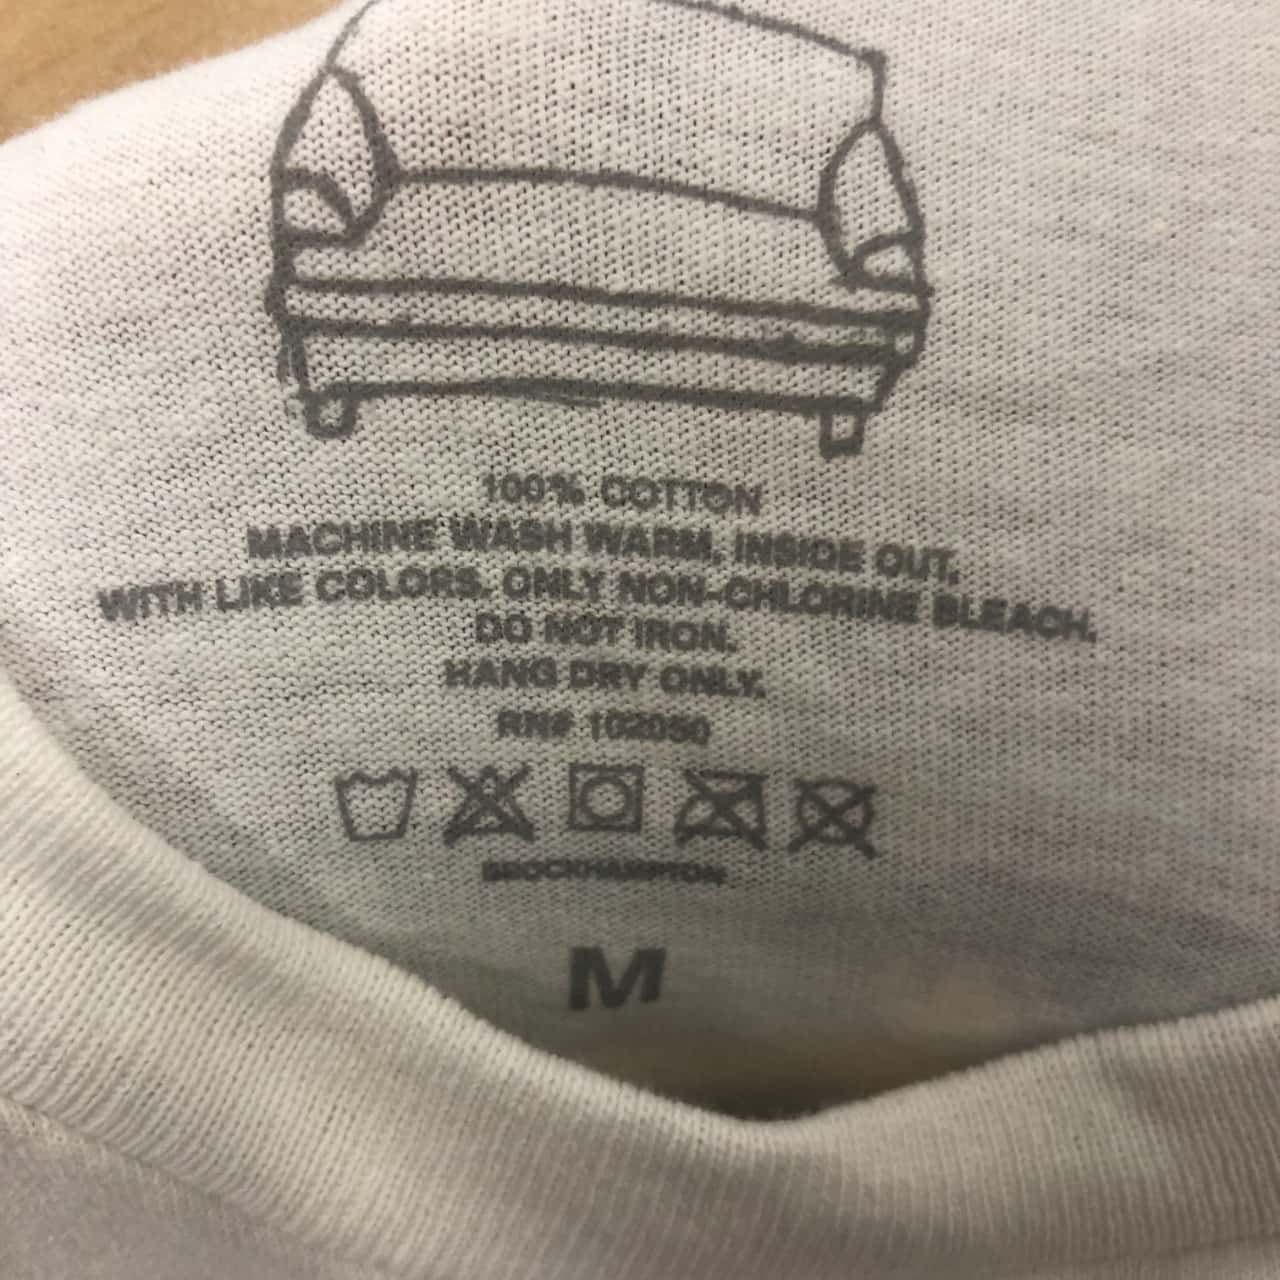 100% COTTON
MACHINE WASH WARM, INSIDE OUT,
WITH LIKE COLORS. ONLY NON-CHLORINE BLEACH.
DO NOT IRON.
HANG DRY ONLY.
RN# 102050
BROCKHAMPTON
M